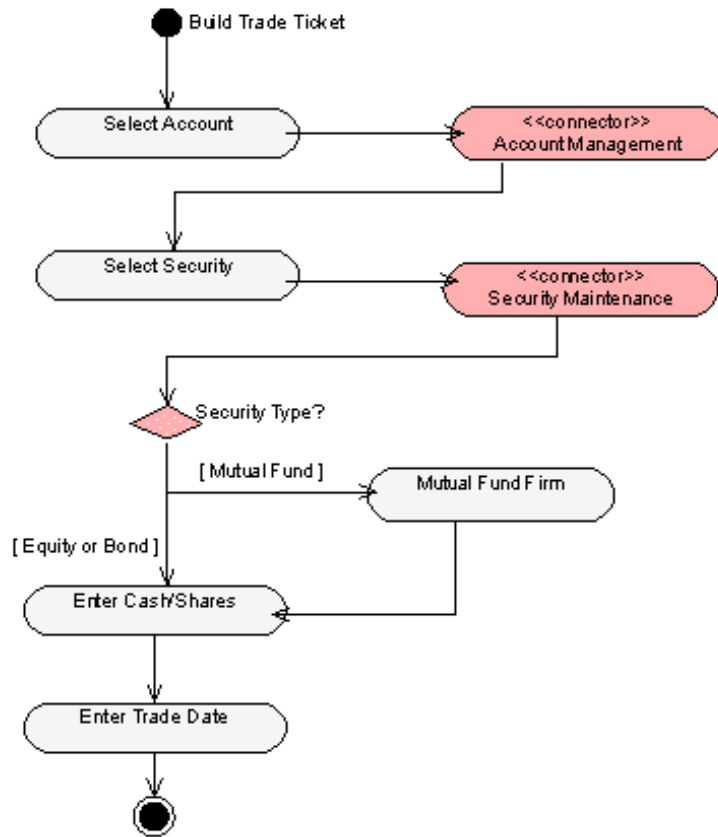 Build Trade Ticket
Select Account
<<connector>>
Account Management
Select Security
<<connector>>
Security Maintenance
Security Type?
[ Mutual Fund ]
Mutual Fund Firm
[ Equity or Bond ]
Enter Cash/Shares
Enter Trade Date